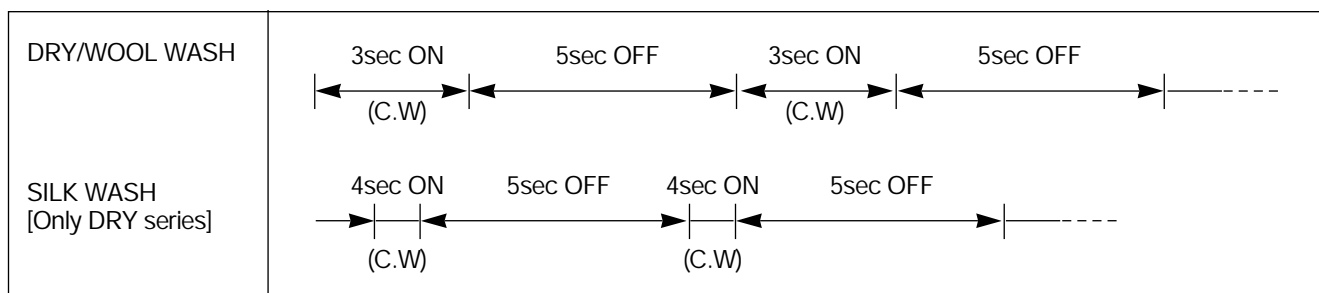 DRY/WOOL WASH
3sec ON 5sec OFF 3sec ON 5sec OFF
(C.W) (C.W)
SILK WASH
[Only DRY series]
4sec ON 5sec OFF 4sec ON 5sec OFF
(C.W) (C.W)